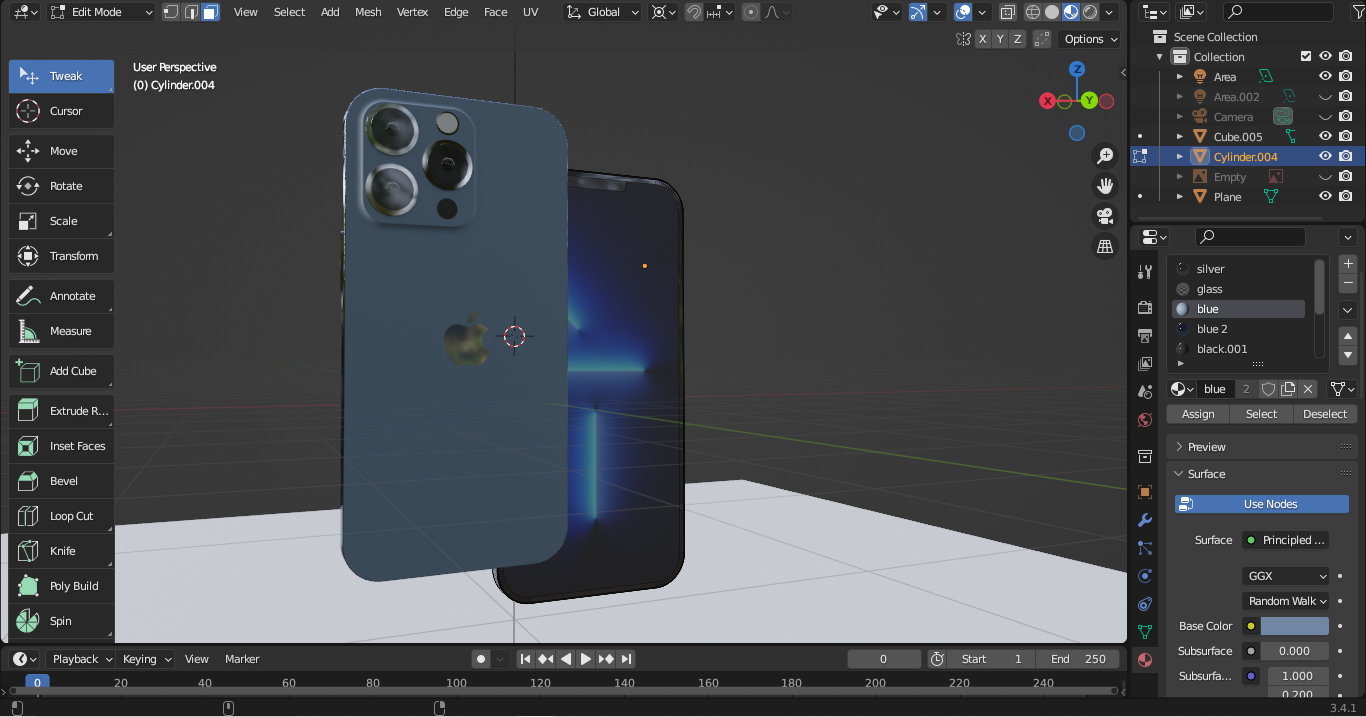 Edit Mode View Select Add Mesh Vertex Edge Face UV Global
X Y Z Options
User Perspective
(0) Cylinder.004
Z
X Y
Tweak
Cursor
Move
Rotate
Scale
Transform
Annotate
Measure
Add Cube
Extrude R...
Inset Faces
Bevel
Loop Cut
Knife
Poly Build
Spin
Scene Collection
Collection
Area
Area.002
Camera
Cube.005
Cylinder.004
Empty
Plane
silver
glass
blue
blue 2
black.001
blue 2
Assign Select Deselect
Preview
Surface
Use Nodes
Surface Principled ...
GGX
Random Walk
Base Color
Subsurface 0.000
Subsurfa... 1.000
0.200
Playback Keying View Marker 0 Start 1 End 250
0 20 40 60 80 100 120 140 160 180 200 220 240
3.4.1